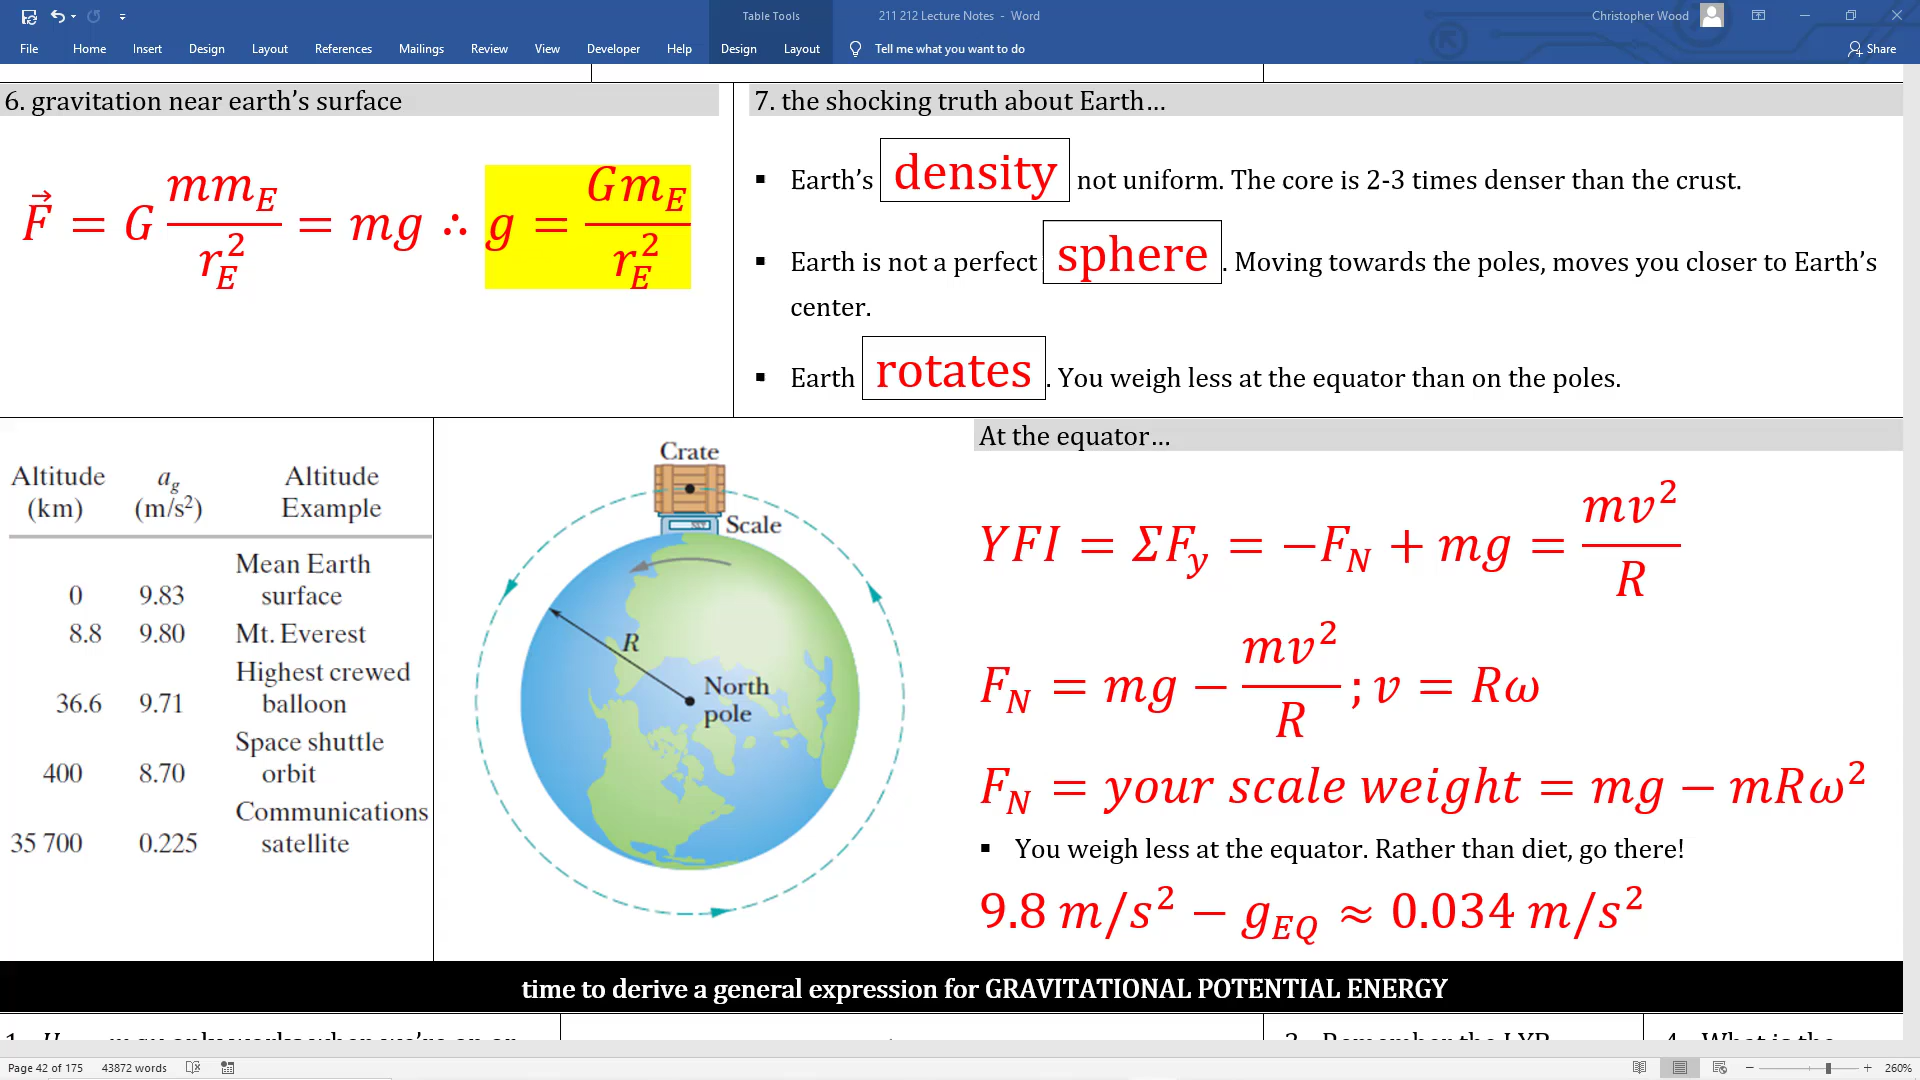 Table Tools
211 212 Lecture Notes - Word
Christopher Wood
File Home Insert Design Layout References Mailings Review View Developer Help Design Layout Tell me what you want to do Share
6. gravitation near earth's surface
F⃗ = G mm_E / r_E^2 = mg ∴ g = Gm_E / r_E^2
7. the shocking truth about Earth…
▪ Earth's density not uniform. The core is 2-3 times denser than the crust.
▪ Earth is not a perfect sphere. Moving towards the poles, moves you closer to Earth's
center.
▪ Earth rotates. You weigh less at the equator than on the poles.
Altitude a_g Altitude
(km) (m/s²) Example
Mean Earth
0 9.83 surface
8.8 9.80 Mt. Everest
Highest crewed
36.6 9.71 balloon
Space shuttle
400 8.70 orbit
Communications
35 700 0.225 satellite
Crate
Scale
R
North
pole
At the equator…
YFI = ΣF_y = −F_N + mg = mv² / R
F_N = mg − mv² / R ; v = Rω
F_N = your scale weight = mg − mRω²
▪ You weigh less at the equator. Rather than diet, go there!
9.8 m/s² − g_EQ ≈ 0.034 m/s²
time to derive a general expression for GRAVITATIONAL POTENTIAL ENERGY
Page 42 of 175 43872 words
260%